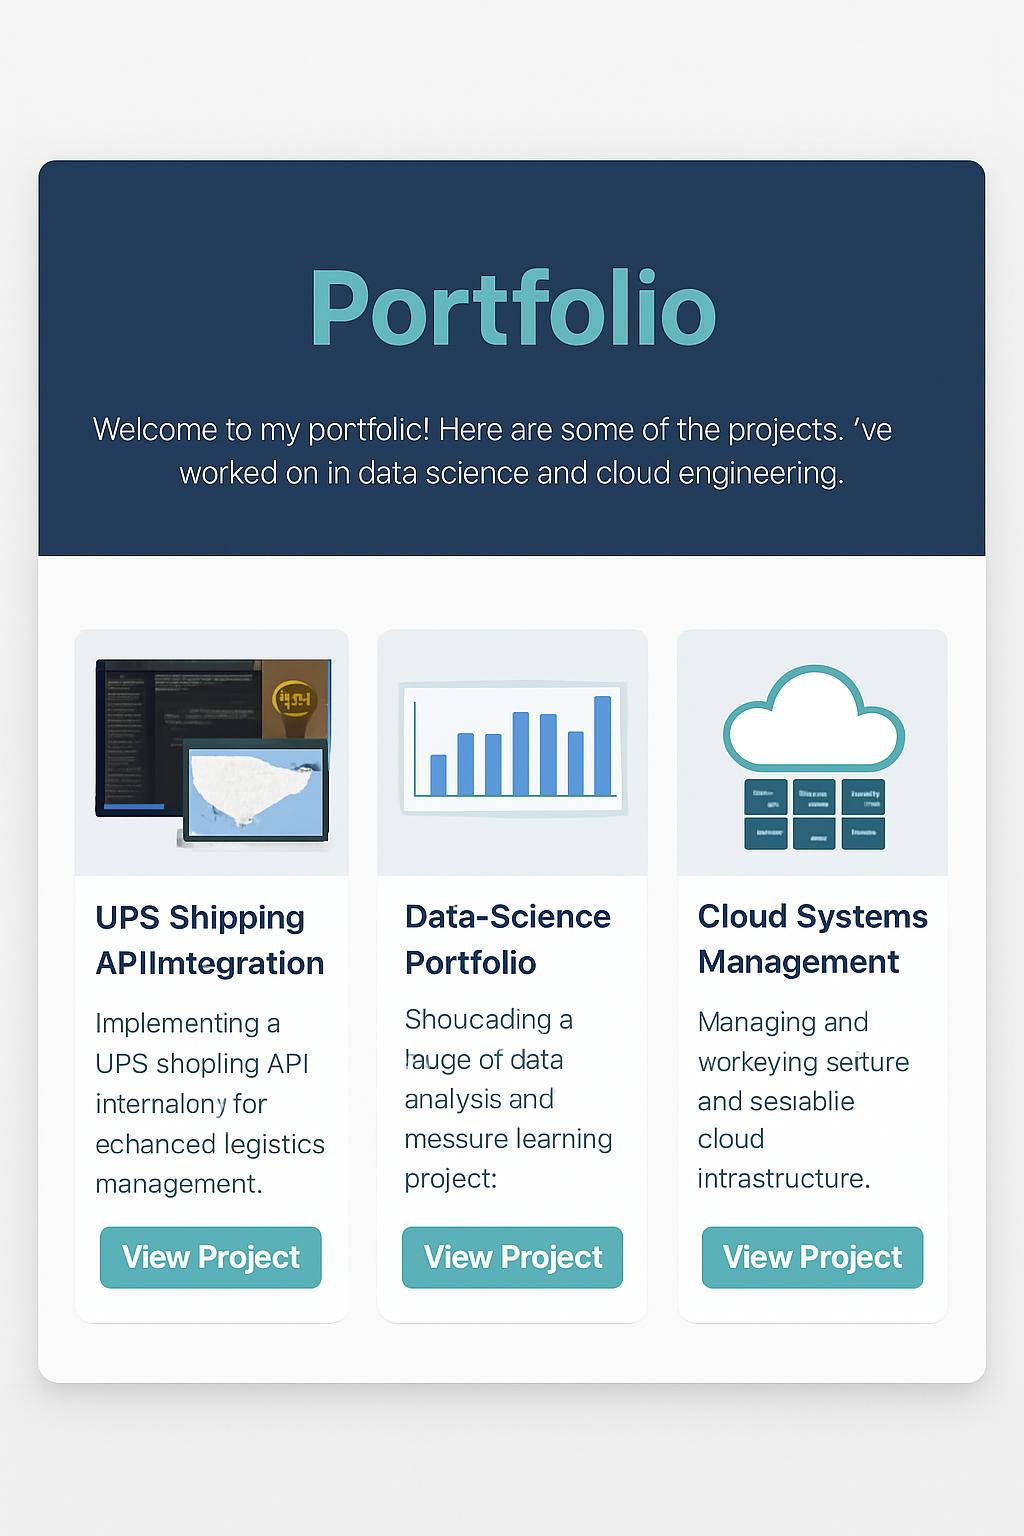 Portfolio
Welcome to my portfolic! Here are some of the projects. ‘ve
worked on in data science and cloud engineering.
UPS Shipping
APIImtegration
Implementing a
UPS shopling API
internalony for
echanced legistics
management.
View Project
Data-Science
Portfolio
Shoucading a
lauge of data
analysis and
messure learning
project:
View Project
Cloud Systems
Management
Managing and
workeying serture
and sesıablie
cloud
intrastructure.
View Project